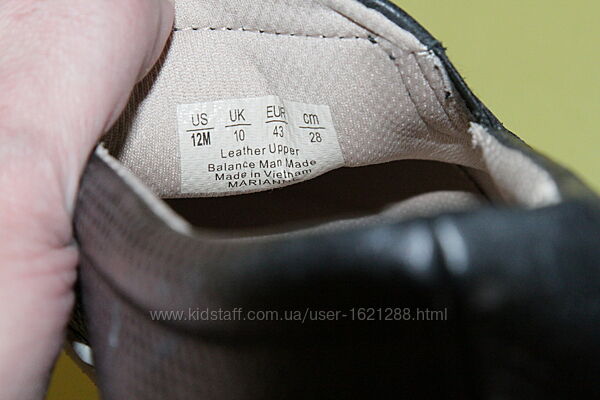 US UK EUR cm
12M 10 43 28
Leather Upper
Balance Man Made
Made in Vietnam
MARIANN
www.kidstaff.com.ua/user-1621288.html